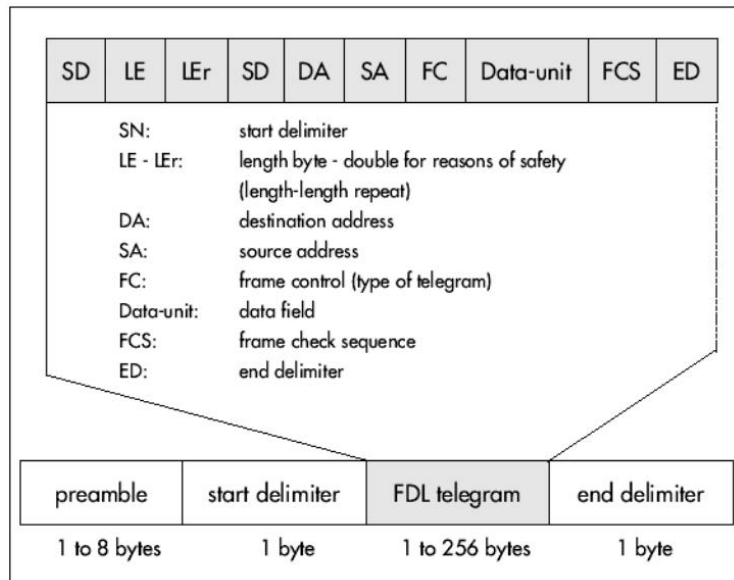 SD LE LEr SD DA SA FC Data-unit FCS ED
SN: start delimiter
LE - LEr: length byte - double for reasons of safety
(length-length repeat)
DA: destination address
SA: source address
FC: frame control (type of telegram)
Data-unit: data field
FCS: frame check sequence
ED: end delimiter
preamble start delimiter FDL telegram end delimiter
1 to 8 bytes 1 byte 1 to 256 bytes 1 byte